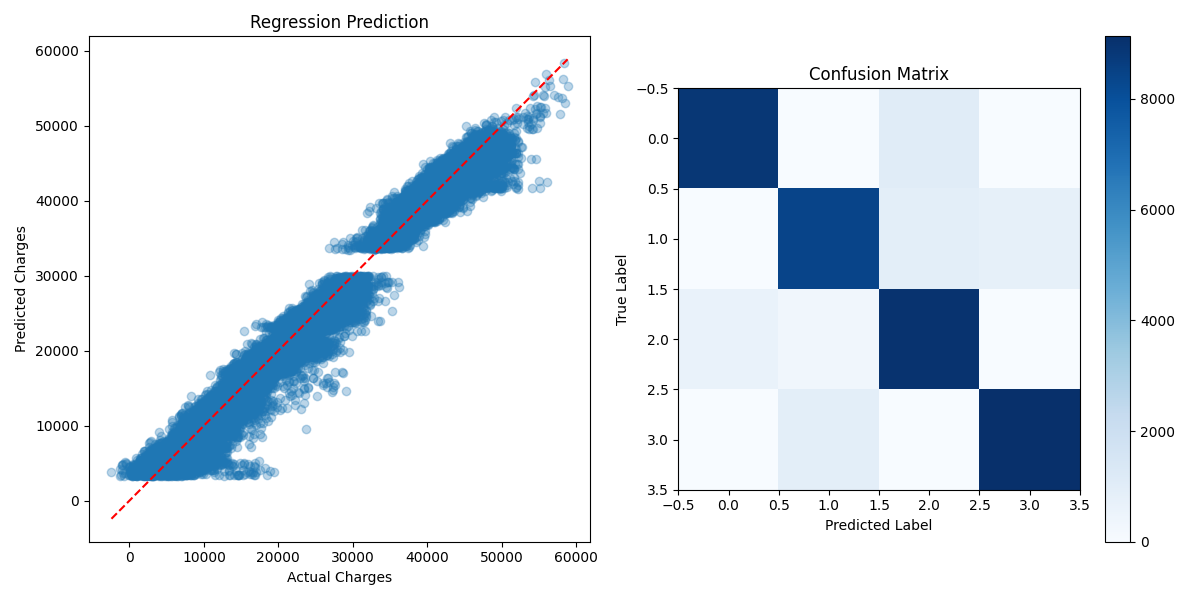 Regression Prediction
60000
50000
40000
30000
20000
10000
0
Predicted Charges
0 10000 20000 30000 40000 50000 60000
Actual Charges
Confusion Matrix
−0.5
0.0
0.5
1.0
1.5
2.0
2.5
3.0
3.5
True Label
−0.5 0.0 0.5 1.0 1.5 2.0 2.5 3.0 3.5
Predicted Label
8000
6000
4000
2000
0